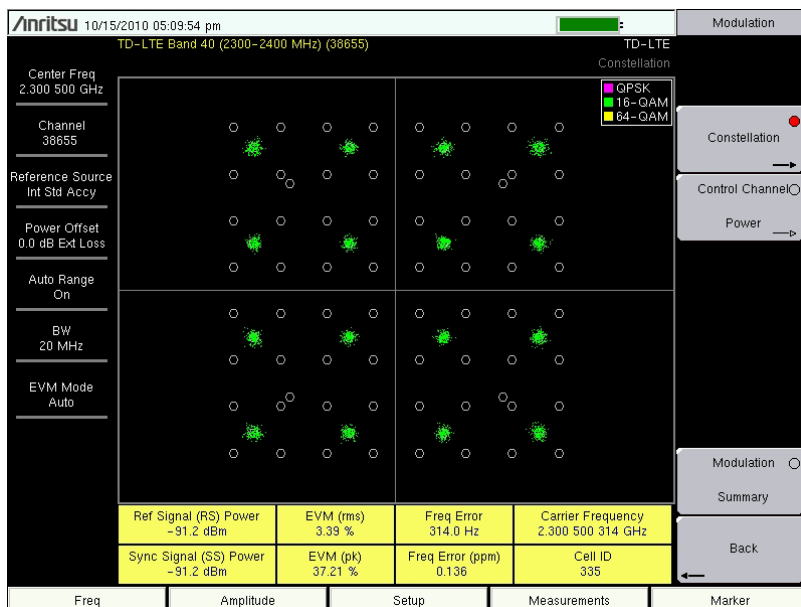 Anritsu 10/15/2010 05:09:54 pm
Modulation
TD-LTE Band 40 (2300-2400 MHz) (38655)
TD-LTE
Constellation
Center Freq
2.300 500 GHz
Channel
38655
Reference Source
Int Std Accy
Power Offset
0.0 dB Ext Loss
Auto Range
On
BW
20 MHz
EVM Mode
Auto
QPSK
16-QAM
64-QAM
Constellation
Control Channel
Power
Modulation
Summary
Back
Ref Signal (RS) Power
-91.2 dBm
EVM (rms)
3.39 %
Freq Error
314.0 Hz
Carrier Frequency
2.300 500 314 GHz
Sync Signal (SS) Power
-91.2 dBm
EVM (pk)
37.21 %
Freq Error (ppm)
0.136
Cell ID
335
Freq
Amplitude
Setup
Measurements
Marker